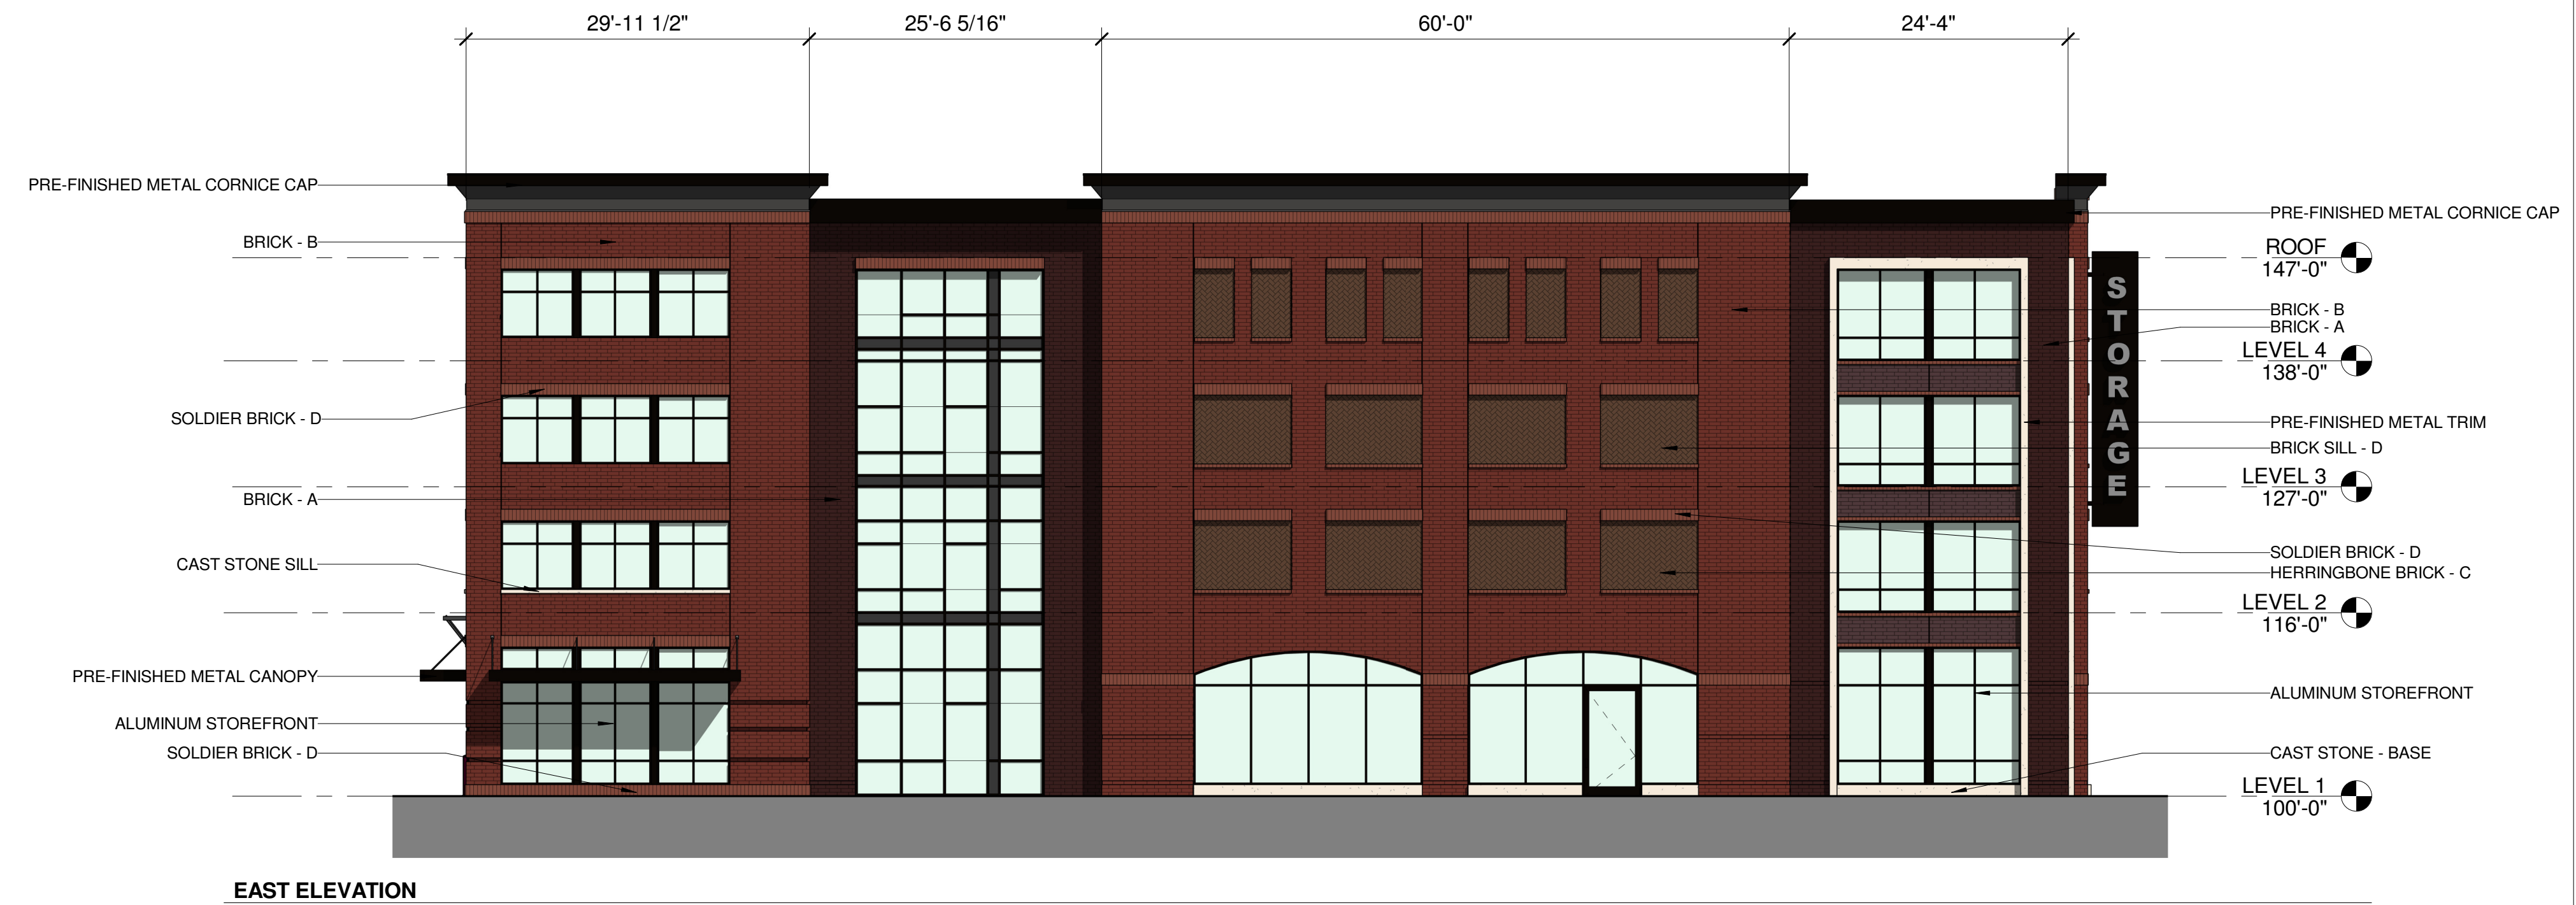 29'-11 1/2"
25'-6 5/16"
60'-0"
24'-4"
PRE-FINISHED METAL CORNICE CAP
BRICK - B
SOLDIER BRICK - D
BRICK - A
CAST STONE SILL
PRE-FINISHED METAL CANOPY
ALUMINUM STOREFRONT
SOLDIER BRICK - D
STORAGE
PRE-FINISHED METAL CORNICE CAP
ROOF
147'-0"
BRICK - B
BRICK - A
LEVEL 4
138'-0"
PRE-FINISHED METAL TRIM
BRICK SILL - D
LEVEL 3
127'-0"
SOLDIER BRICK - D
HERRINGBONE BRICK - C
LEVEL 2
116'-0"
ALUMINUM STOREFRONT
CAST STONE - BASE
LEVEL 1
100'-0"
EAST ELEVATION